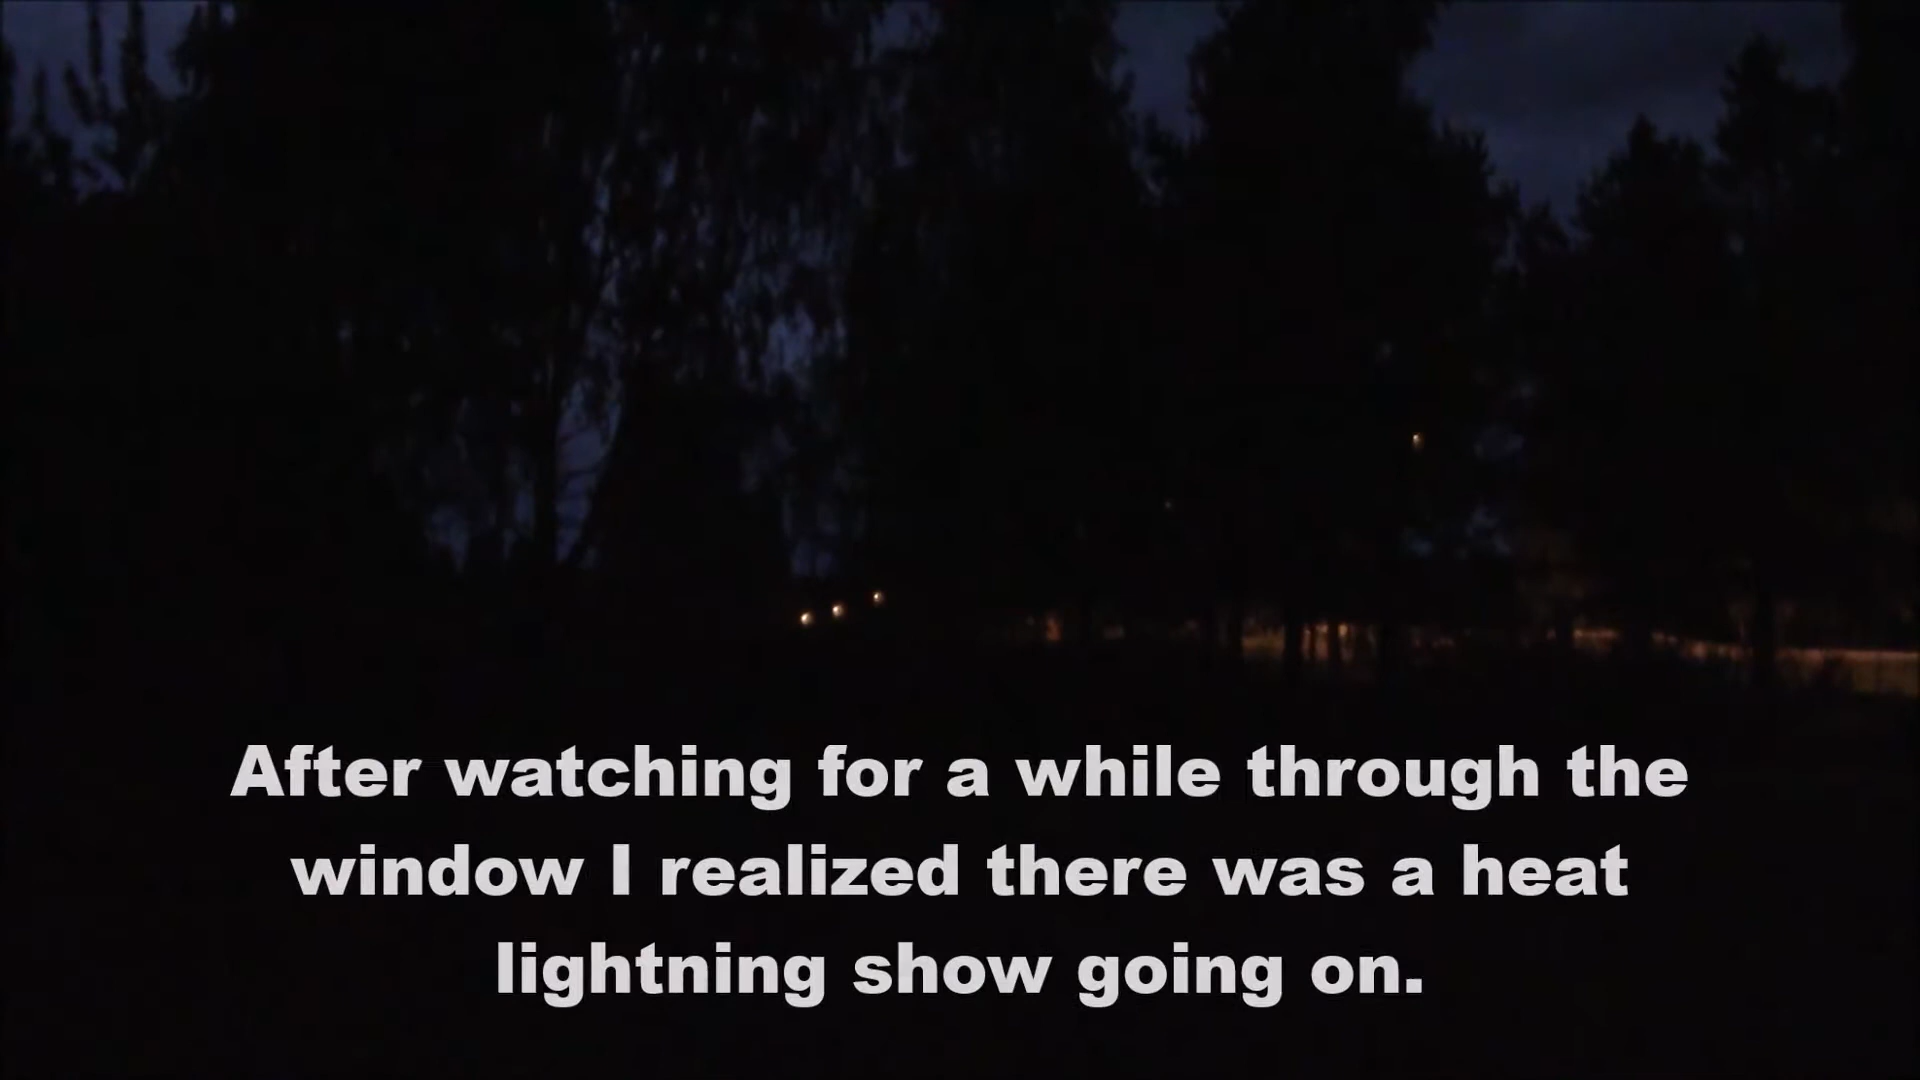 After watching for a while through the
window I realized there was a heat
lightning show going on.